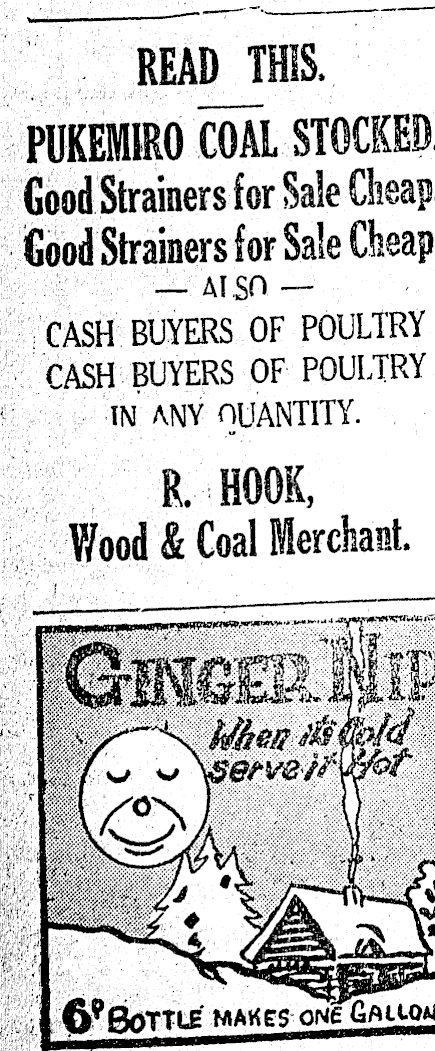 READ THIS.
PUKEMIRO COAL STOCKED.
Good Strainers for Sale Cheap
Good Strainers for Sale Cheap
— ALSO —
CASH BUYERS OF POULTRY
CASH BUYERS OF POULTRY
IN ANY QUANTITY.
R. HOOK,
Wood & Coal Merchant.
GINGER NIP
When it's Cold
serve it Hot
6D BOTTLE MAKES ONE GALLON